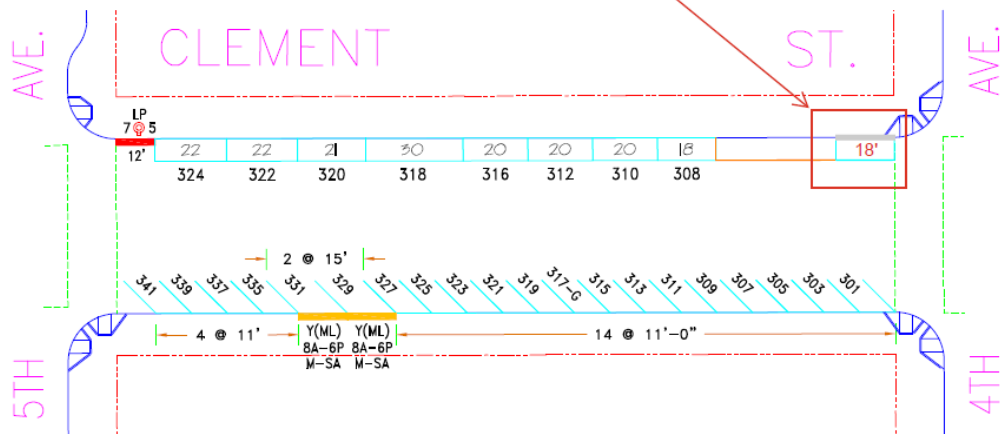 AVE.
CLEMENT ST.
AVE.
LP
7 5
12'
22 22 21 30 20 20 20 18 18'
324 322 320 318 316 312 310 308
2 @ 15'
341 339 337 335 331 329 327 325 323 321 319 317-G 315 313 311 309 307 305 303 301
4 @ 11'
14 @ 11'-0"
Y(ML) Y(ML)
8A-6P 8A-6P
M-SA M-SA
5TH
4TH